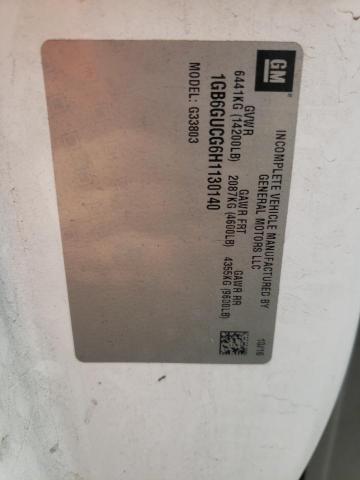 GM
INCOMPLETE VEHICLE MANUFACTURED BY
GENERAL MOTORS LLC
10/16
GVWR GAWR FRT GAWR RR
6441KG (14200LB) 2087KG (4600LB) 4355KG (9600LB)
1GB6GUCG6H1130140
MODEL: G33803